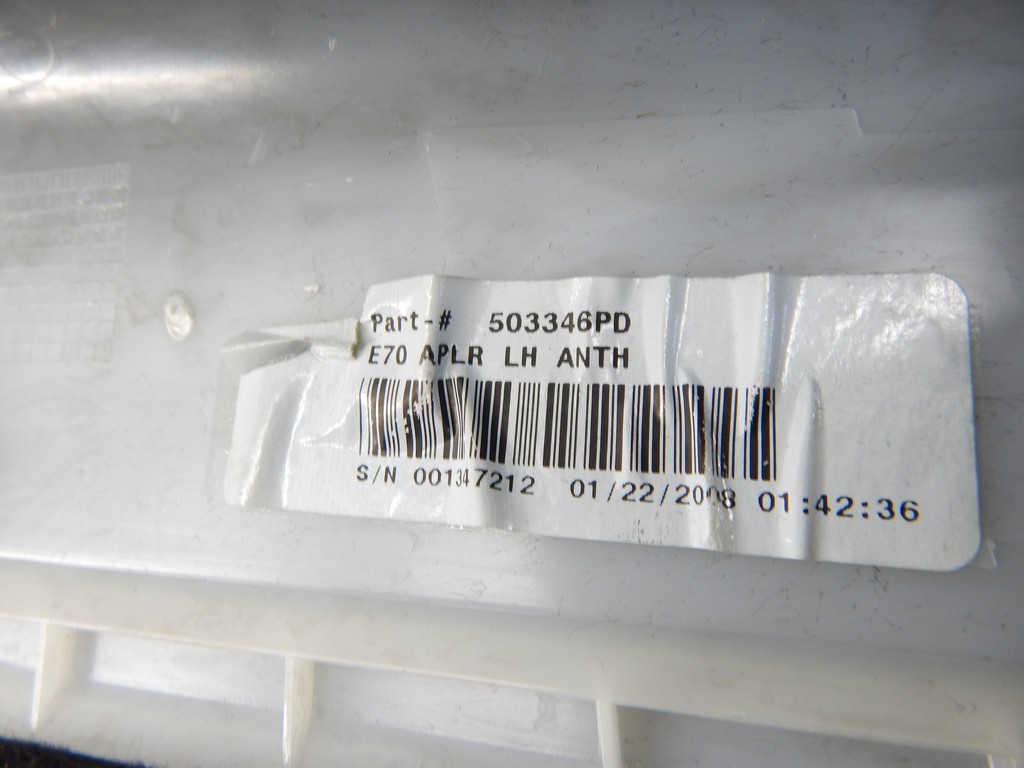 Part-# 503346PD
E70 APLR LH ANTH
S/N 001347212 01/22/2008 01:42:36